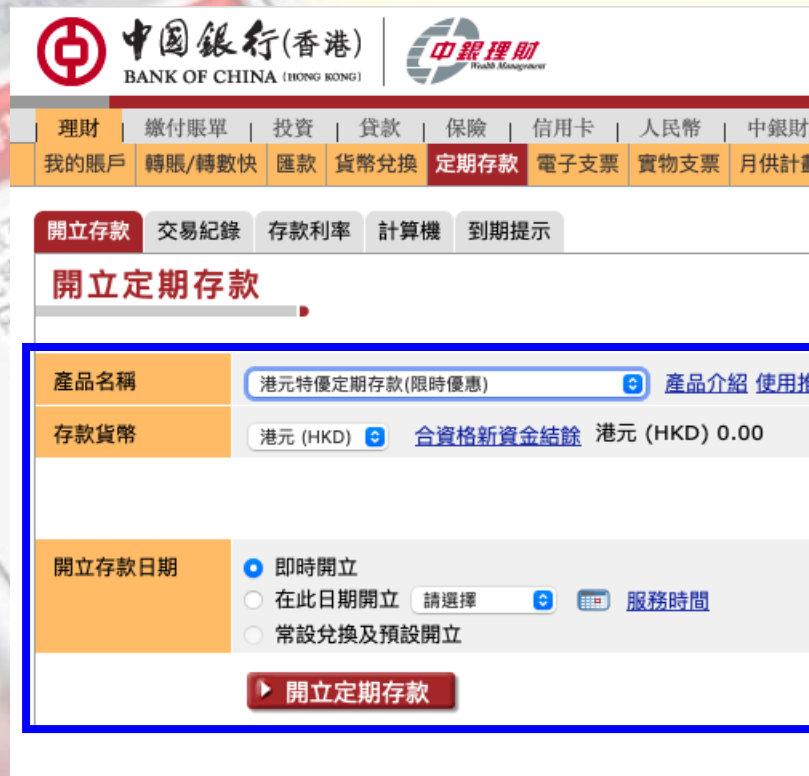 中国銀行(香港) 中銀理財
BANK OF CHINA (HONG KONG) Wealth Management
理財 | 繳付賬單 | 投資 | 貸款 | 保險 | 信用卡 | 人民幣 | 中銀財
我的賬戶 轉賬/轉數快 匯款 貨幣兌換 定期存款 電子支票 實物支票 月供計劃
開立存款 交易紀錄 存款利率 計算機 到期提示
開立定期存款
產品名稱 港元特優定期存款(限時優惠) 產品介紹 使用推
存款貨幣 港元 (HKD) 合資格新資金結餘 港元 (HKD) 0.00
開立存款日期 即時開立
在此日期開立 請選擇 服務時間
常設兌換及預設開立
開立定期存款